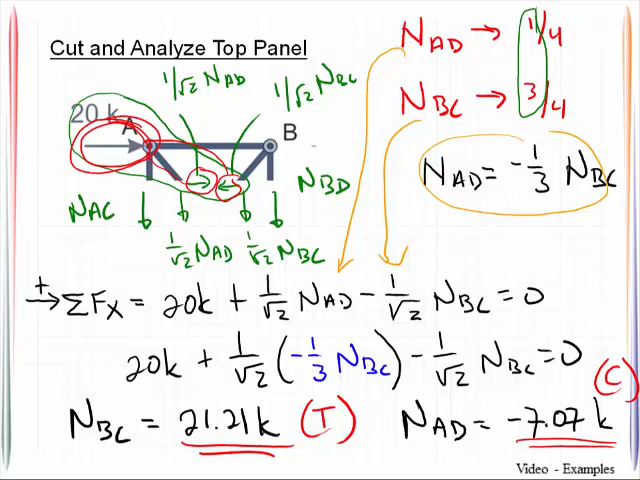 Cut and Analyze Top Panel
N_AD → 1/4
N_BC → 3/4
1/√2 N_AD 1/√2 N_BC
20 k
A B
N_AD = -1/3 N_BC
N_AC N_BD
1/√2 N_AD 1/√2 N_BC
+→ ΣFx = 20k + 1/√2 N_AD - 1/√2 N_BC = 0
20k + 1/√2 (-1/3 N_BC) - 1/√2 N_BC = 0
N_BC = 21.21 k (T) N_AD = -7.07 k (C)
Video - Examples